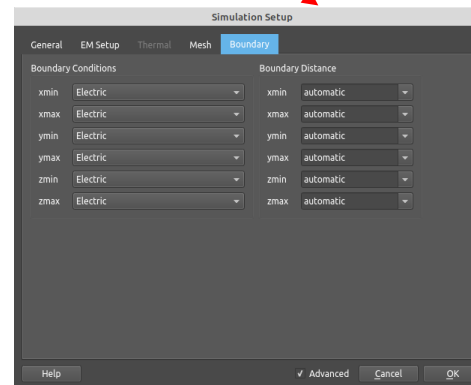 Simulation Setup
General EM Setup Thermal Mesh Boundary
Boundary Conditions Boundary Distance
xmin Electric xmin automatic
xmax Electric xmax automatic
ymin Electric ymin automatic
ymax Electric ymax automatic
zmin Electric zmin automatic
zmax Electric zmax automatic
Help Advanced Cancel OK